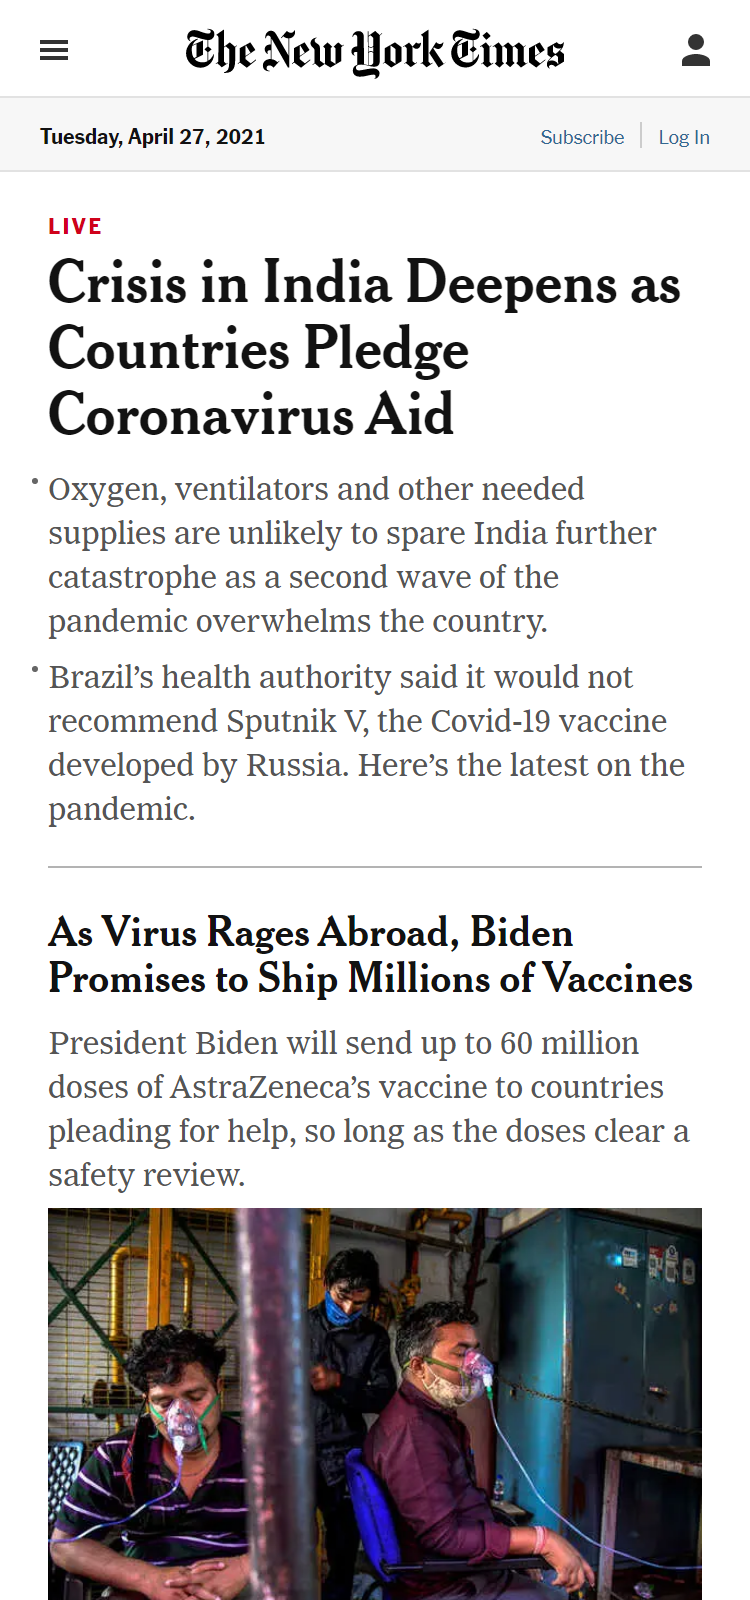 The New York Times
Tuesday, April 27, 2021
Subscribe
Log In
LIVE
Crisis in India Deepens as
Countries Pledge
Coronavirus Aid
• Oxygen, ventilators and other needed
supplies are unlikely to spare India further
catastrophe as a second wave of the
pandemic overwhelms the country.
• Brazil’s health authority said it would not
recommend Sputnik V, the Covid-19 vaccine
developed by Russia. Here’s the latest on the
pandemic.
As Virus Rages Abroad, Biden
Promises to Ship Millions of Vaccines
President Biden will send up to 60 million
doses of AstraZeneca’s vaccine to countries
pleading for help, so long as the doses clear a
safety review.